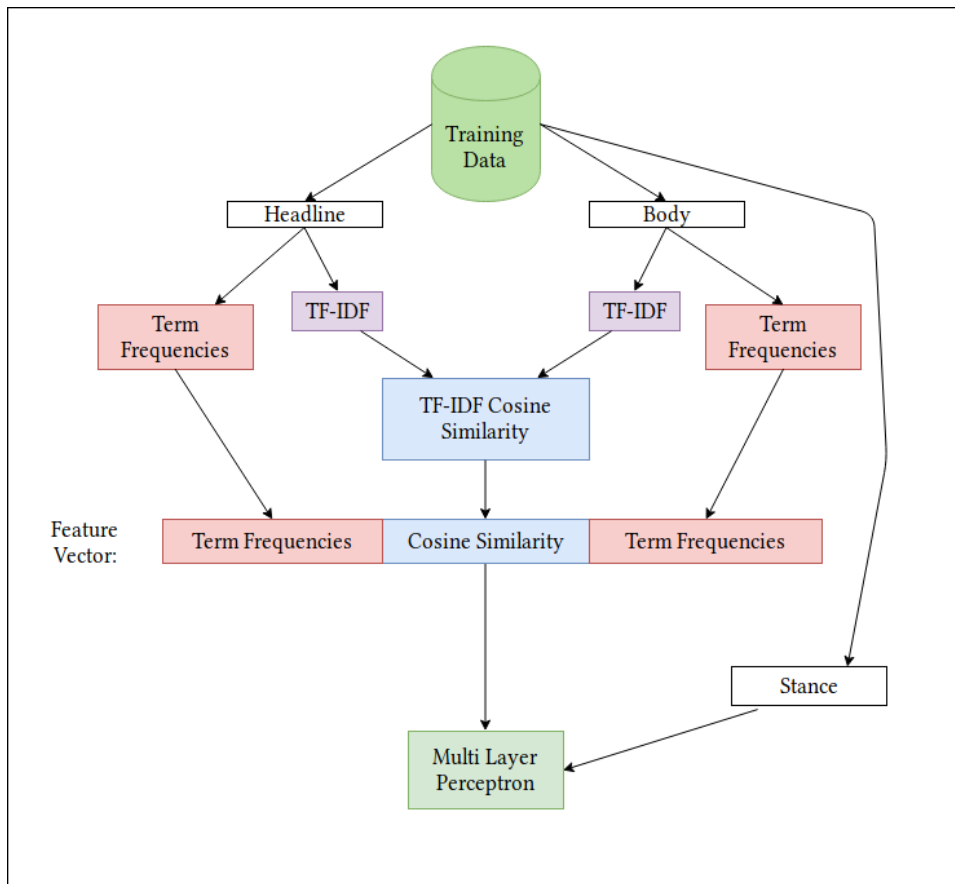 Training
Data
Headline
Body
TF-IDF
TF-IDF
Term
Frequencies
Term
Frequencies
TF-IDF Cosine
Similarity
Feature
Vector:
Term Frequencies
Cosine Similarity
Term Frequencies
Stance
Multi Layer
Perceptron